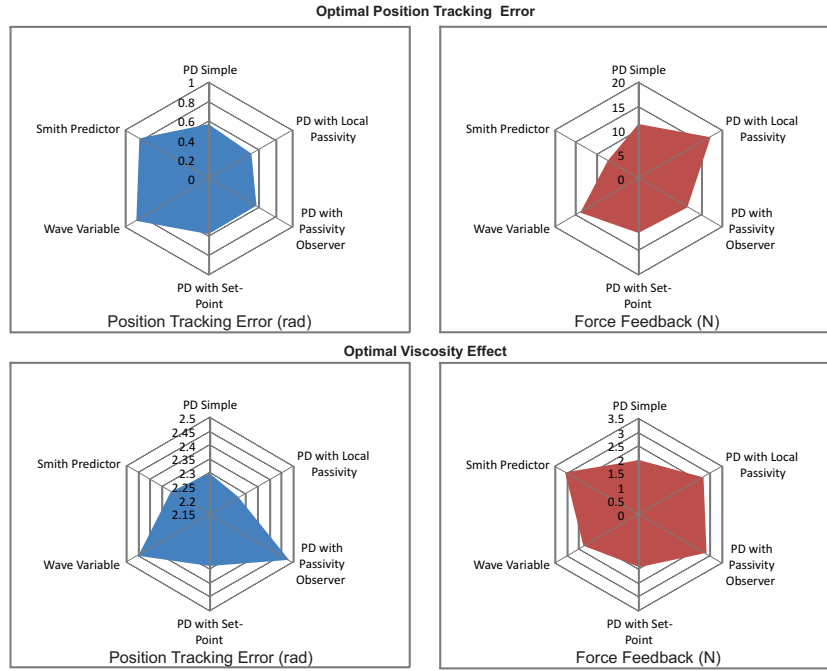 Optimal Position Tracking Error
PD Simple
1
0.8
0.6
0.4
0.2
0
PD with Local
Passivity
PD with
Passivity
Observer
PD with Set-
Point
Wave Variable
Smith Predictor
Position Tracking Error (rad)
PD Simple
20
15
10
5
0
PD with Local
Passivity
PD with
Passivity
Observer
PD with Set-
Point
Wave Variable
Smith Predictor
Force Feedback (N)
Optimal Viscosity Effect
PD Simple
2.5
2.45
2.4
2.35
2.3
2.25
2.2
2.15
PD with Local
Passivity
PD with
Passivity
Observer
PD with Set-
Point
Wave Variable
Smith Predictor
Position Tracking Error (rad)
PD Simple
3.5
3
2.5
2
1.5
1
0.5
0
PD with Local
Passivity
PD with
Passivity
Observer
PD with Set-
Point
Wave Variable
Smith Predictor
Force Feedback (N)